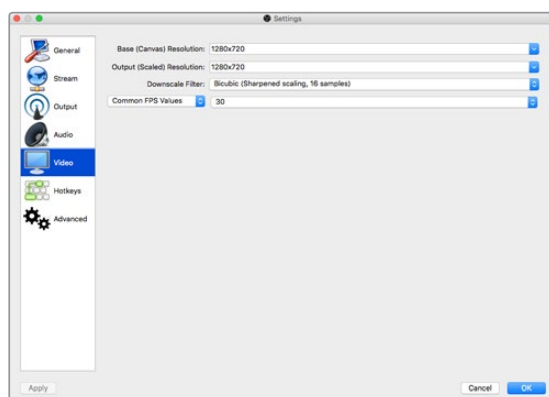 Settings
General
Stream
Output
Audio
Video
Hotkeys
Advanced
Base (Canvas) Resolution: 1280x720
Output (Scaled) Resolution: 1280x720
Downscale Filter: Bicubic (Sharpened scaling, 16 samples)
Common FPS Values 30
Apply
Cancel
OK